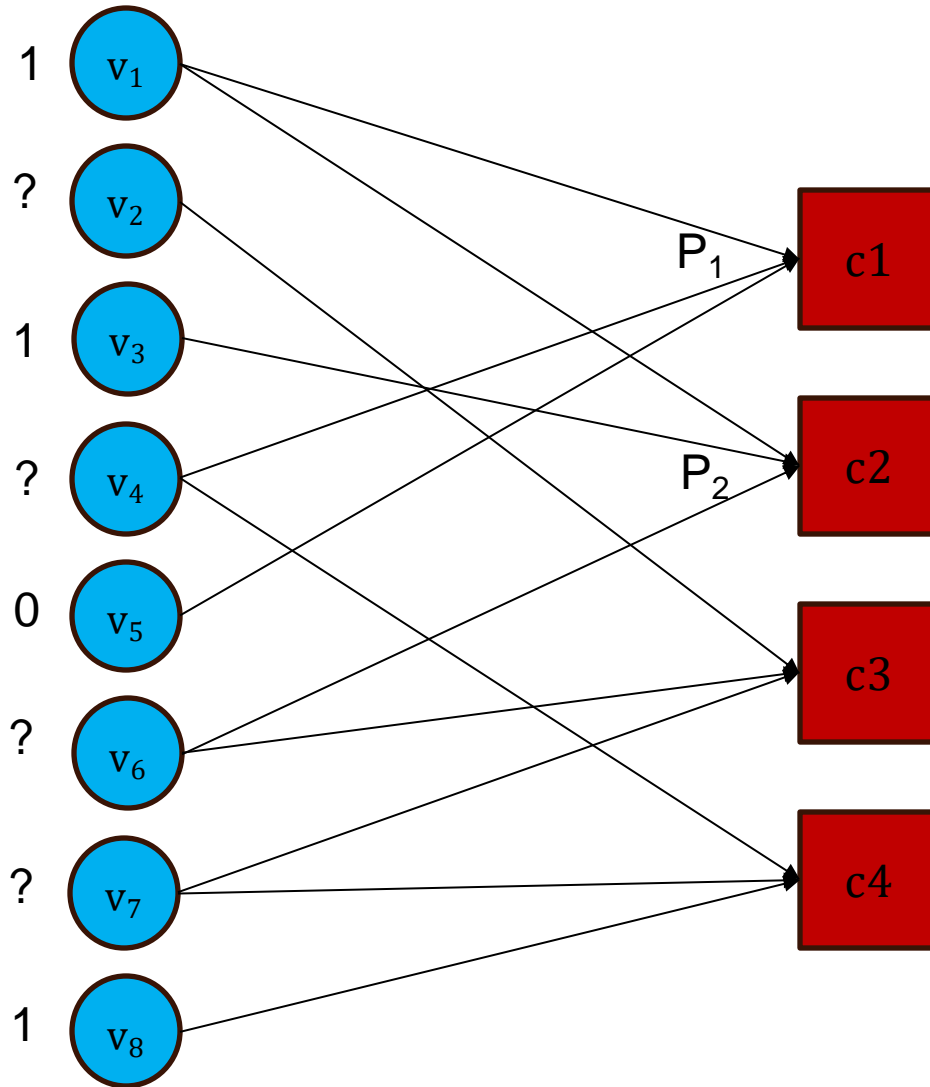 1 v₁
? v₂
1 v₃
? v₄
0 v₅
? v₆
? v₇
1 v₈
P₁
P₂
c1
c2
c3
c4